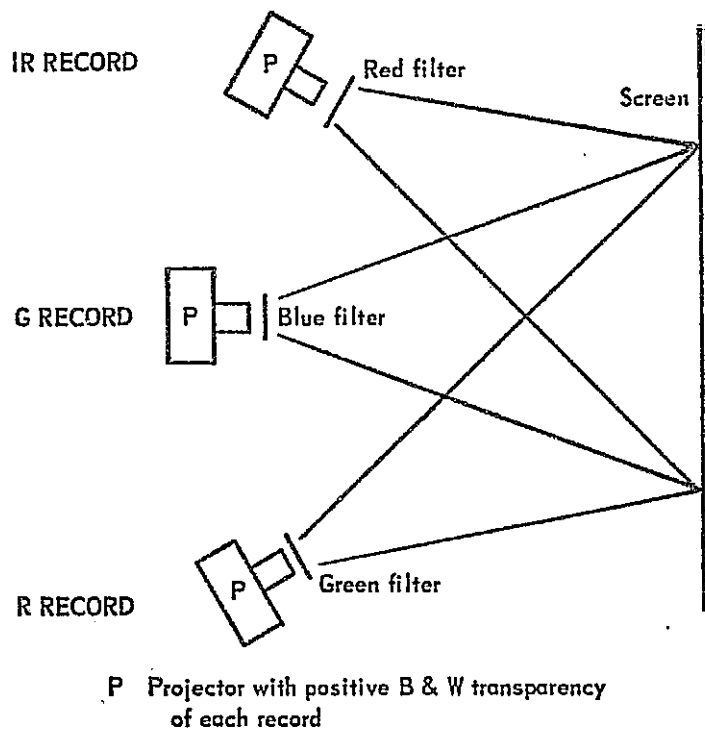 IR RECORD
P
Red filter
Screen
G RECORD
P
Blue filter
R RECORD
P
Green filter
P Projector with positive B & W transparency
of each record